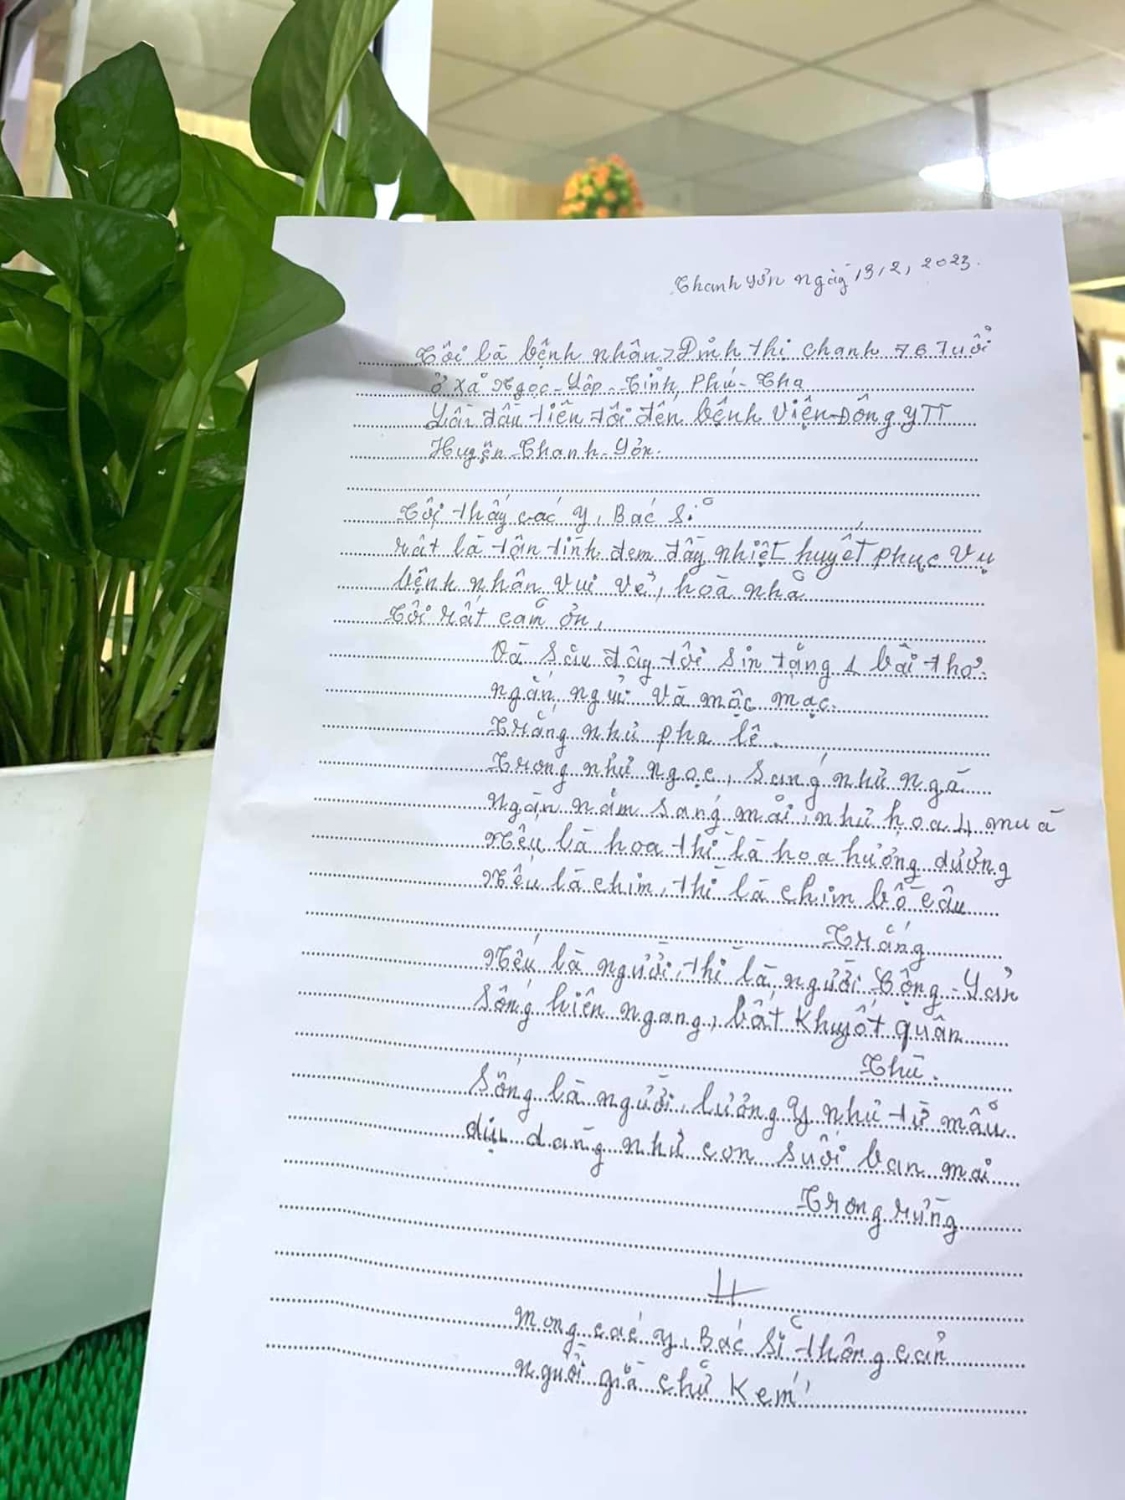 Thanh Yơn ngày 13/2, 2023.
Tôi là bệnh nhân, Đinh thi chanh 76 Tuổi
ở xã Ngọc - Lập - Tỉnh Phú - Thọ
Lần đầu tiên tôi đến bệnh viện Đông YTT
Huyện Thanh - Yơn.
Tôi thấy các y, Bác Sĩ
rất là tận tình đem đầy nhiệt huyết phục vụ
bệnh nhân vui vẻ, hoà nhã
Tôi rất cảm ơn,
Và Sau đây tôi sin tặng 1 bài thơ.
ngắn ngủi và mộc mạc.
Trắng như pha lê.
Trong như ngọc, sáng như ngà
Ngàn năm sáng mãi như hoa 4 mùa
Nếu là hoa thì là hoa hướng dương
Nếu là chim, thì là chim bồ câu
Trắng
Nếu là người, thì là người Cộng - Sản
Sống hiên ngang, bất khuyất quân
Thù.
Sống là người lương y như từ mẫu
dịu dàng như con suối ban mai
Trong rừng
H
mong các y, Bác Sĩ thông cản
người già chữ kém